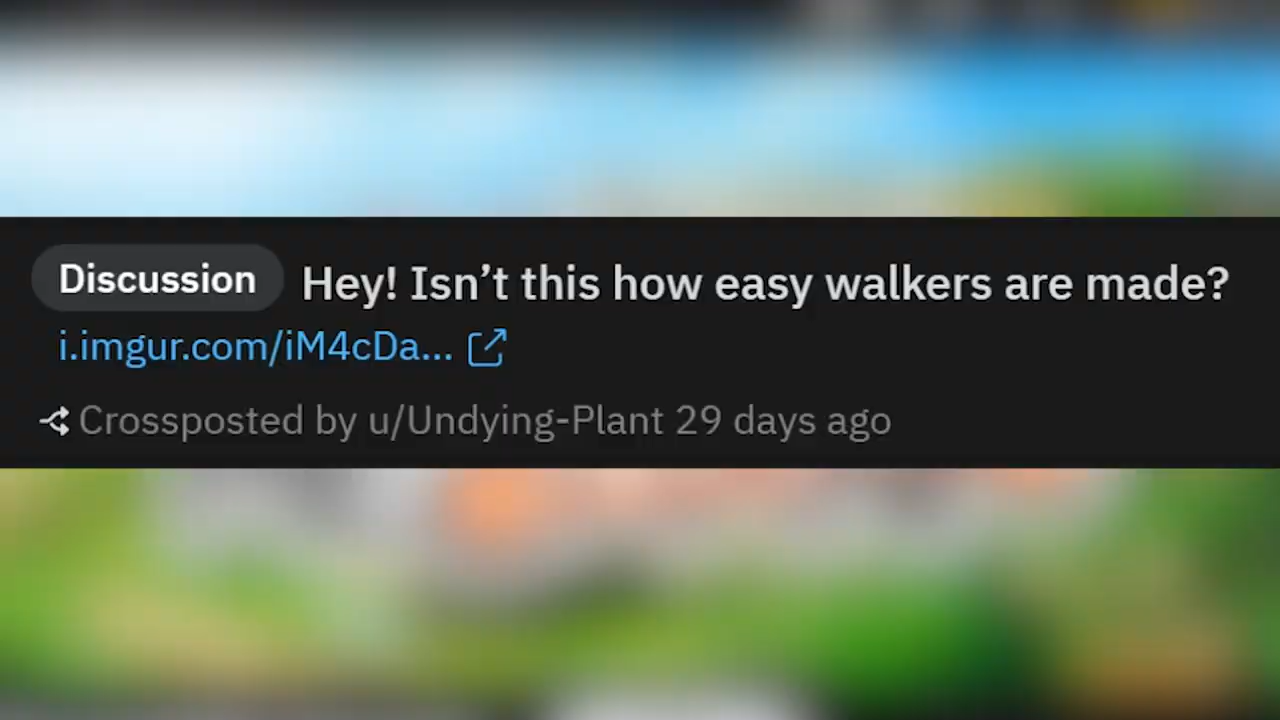 Discussion Hey! Isn’t this how easy walkers are made?
i.imgur.com/iM4cDa...
Crossposted by u/Undying-Plant 29 days ago